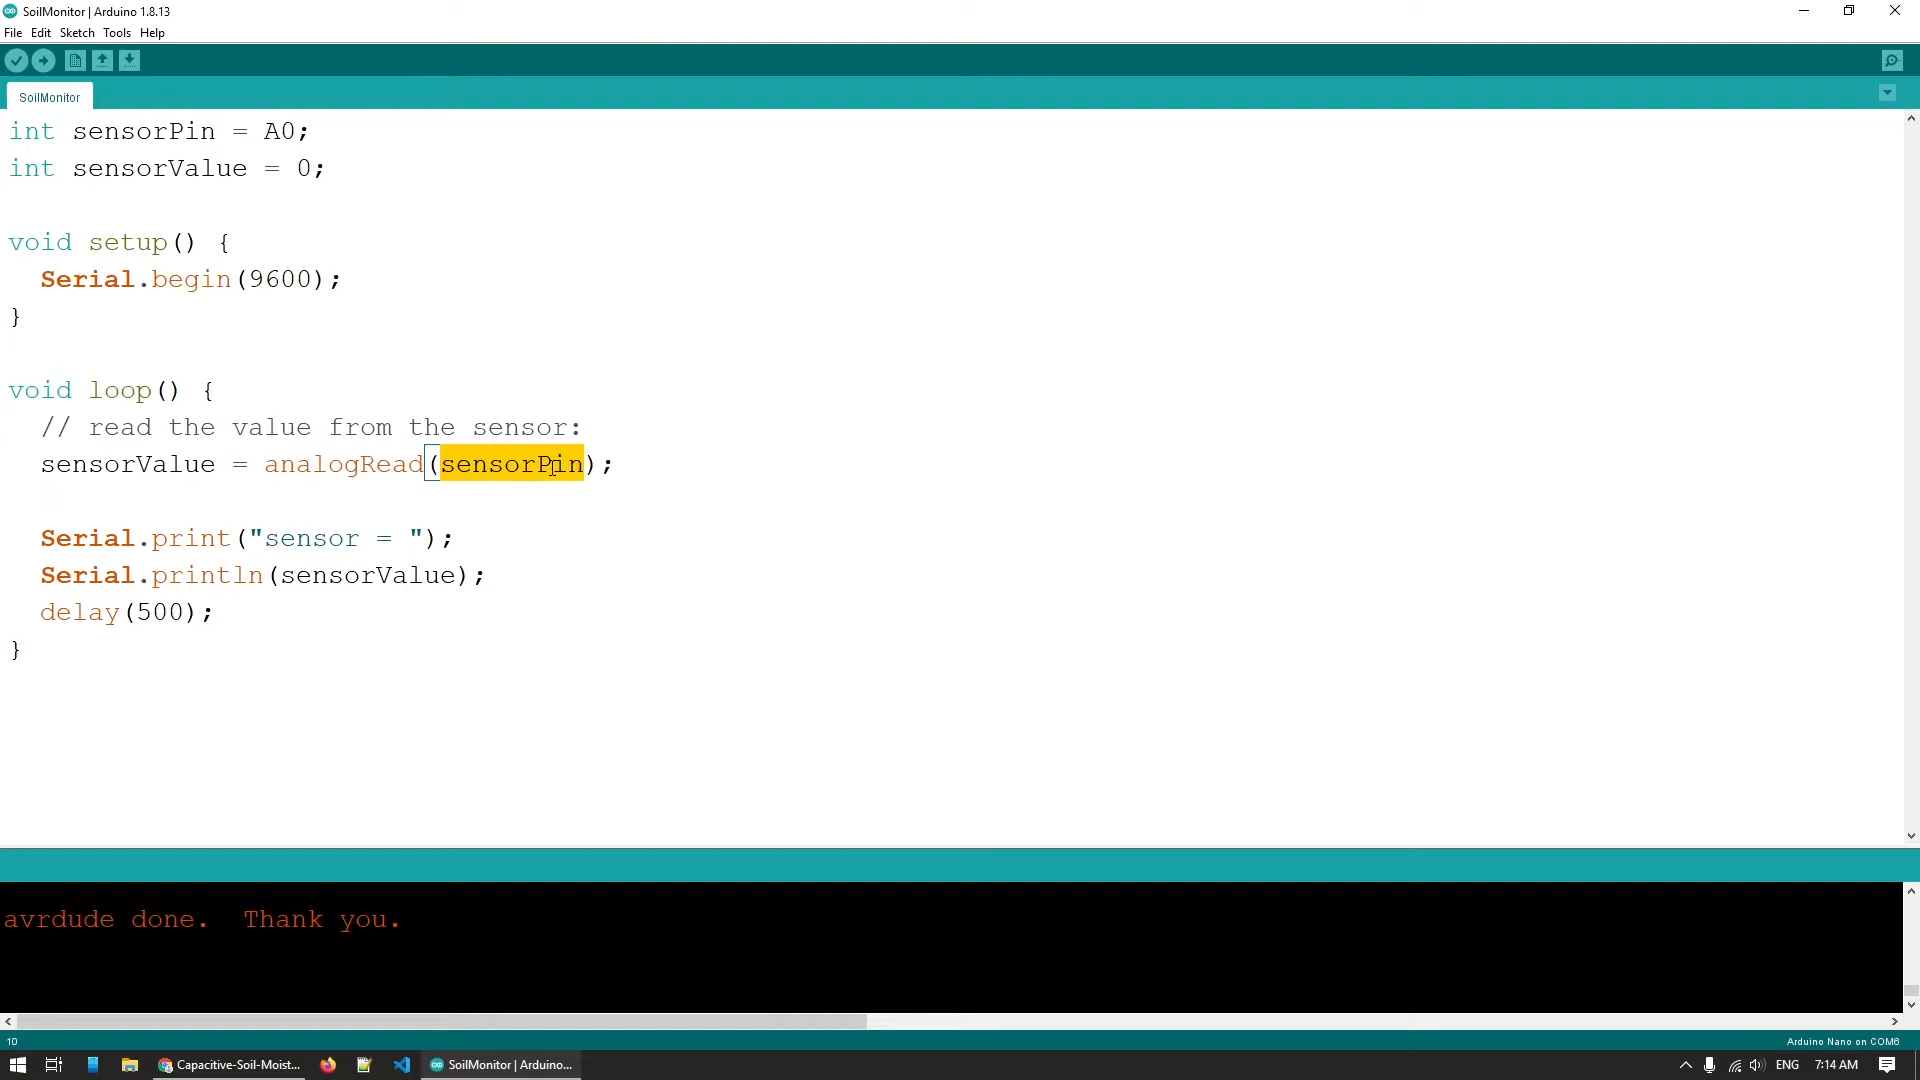 SoilMonitor | Arduino 1.8.13
File Edit Sketch Tools Help
SoilMonitor
int sensorPin = A0;
int sensorValue = 0;
void setup() {
Serial.begin(9600);
}
void loop() {
// read the value from the sensor:
sensorValue = analogRead(sensorPin);
Serial.print("sensor = ");
Serial.println(sensorValue);
delay(500);
}
avrdude done.  Thank you.
10
Arduino Nano on COM6
Capacitive-Soil-Moist... SoilMonitor | Arduino... ENG 7:14 AM